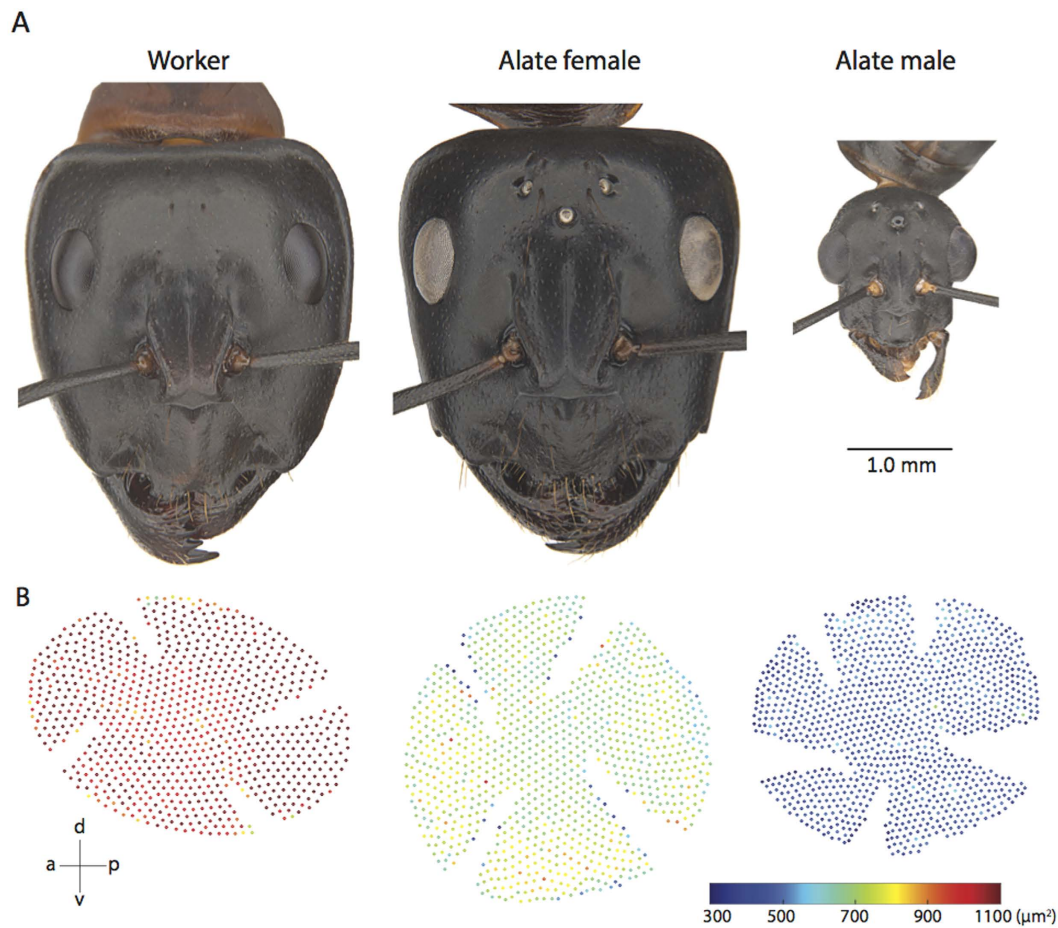 A
Worker
Alate female
Alate male
1.0 mm
B
d
a p
v
300 500 700 900 1100 (µm²)